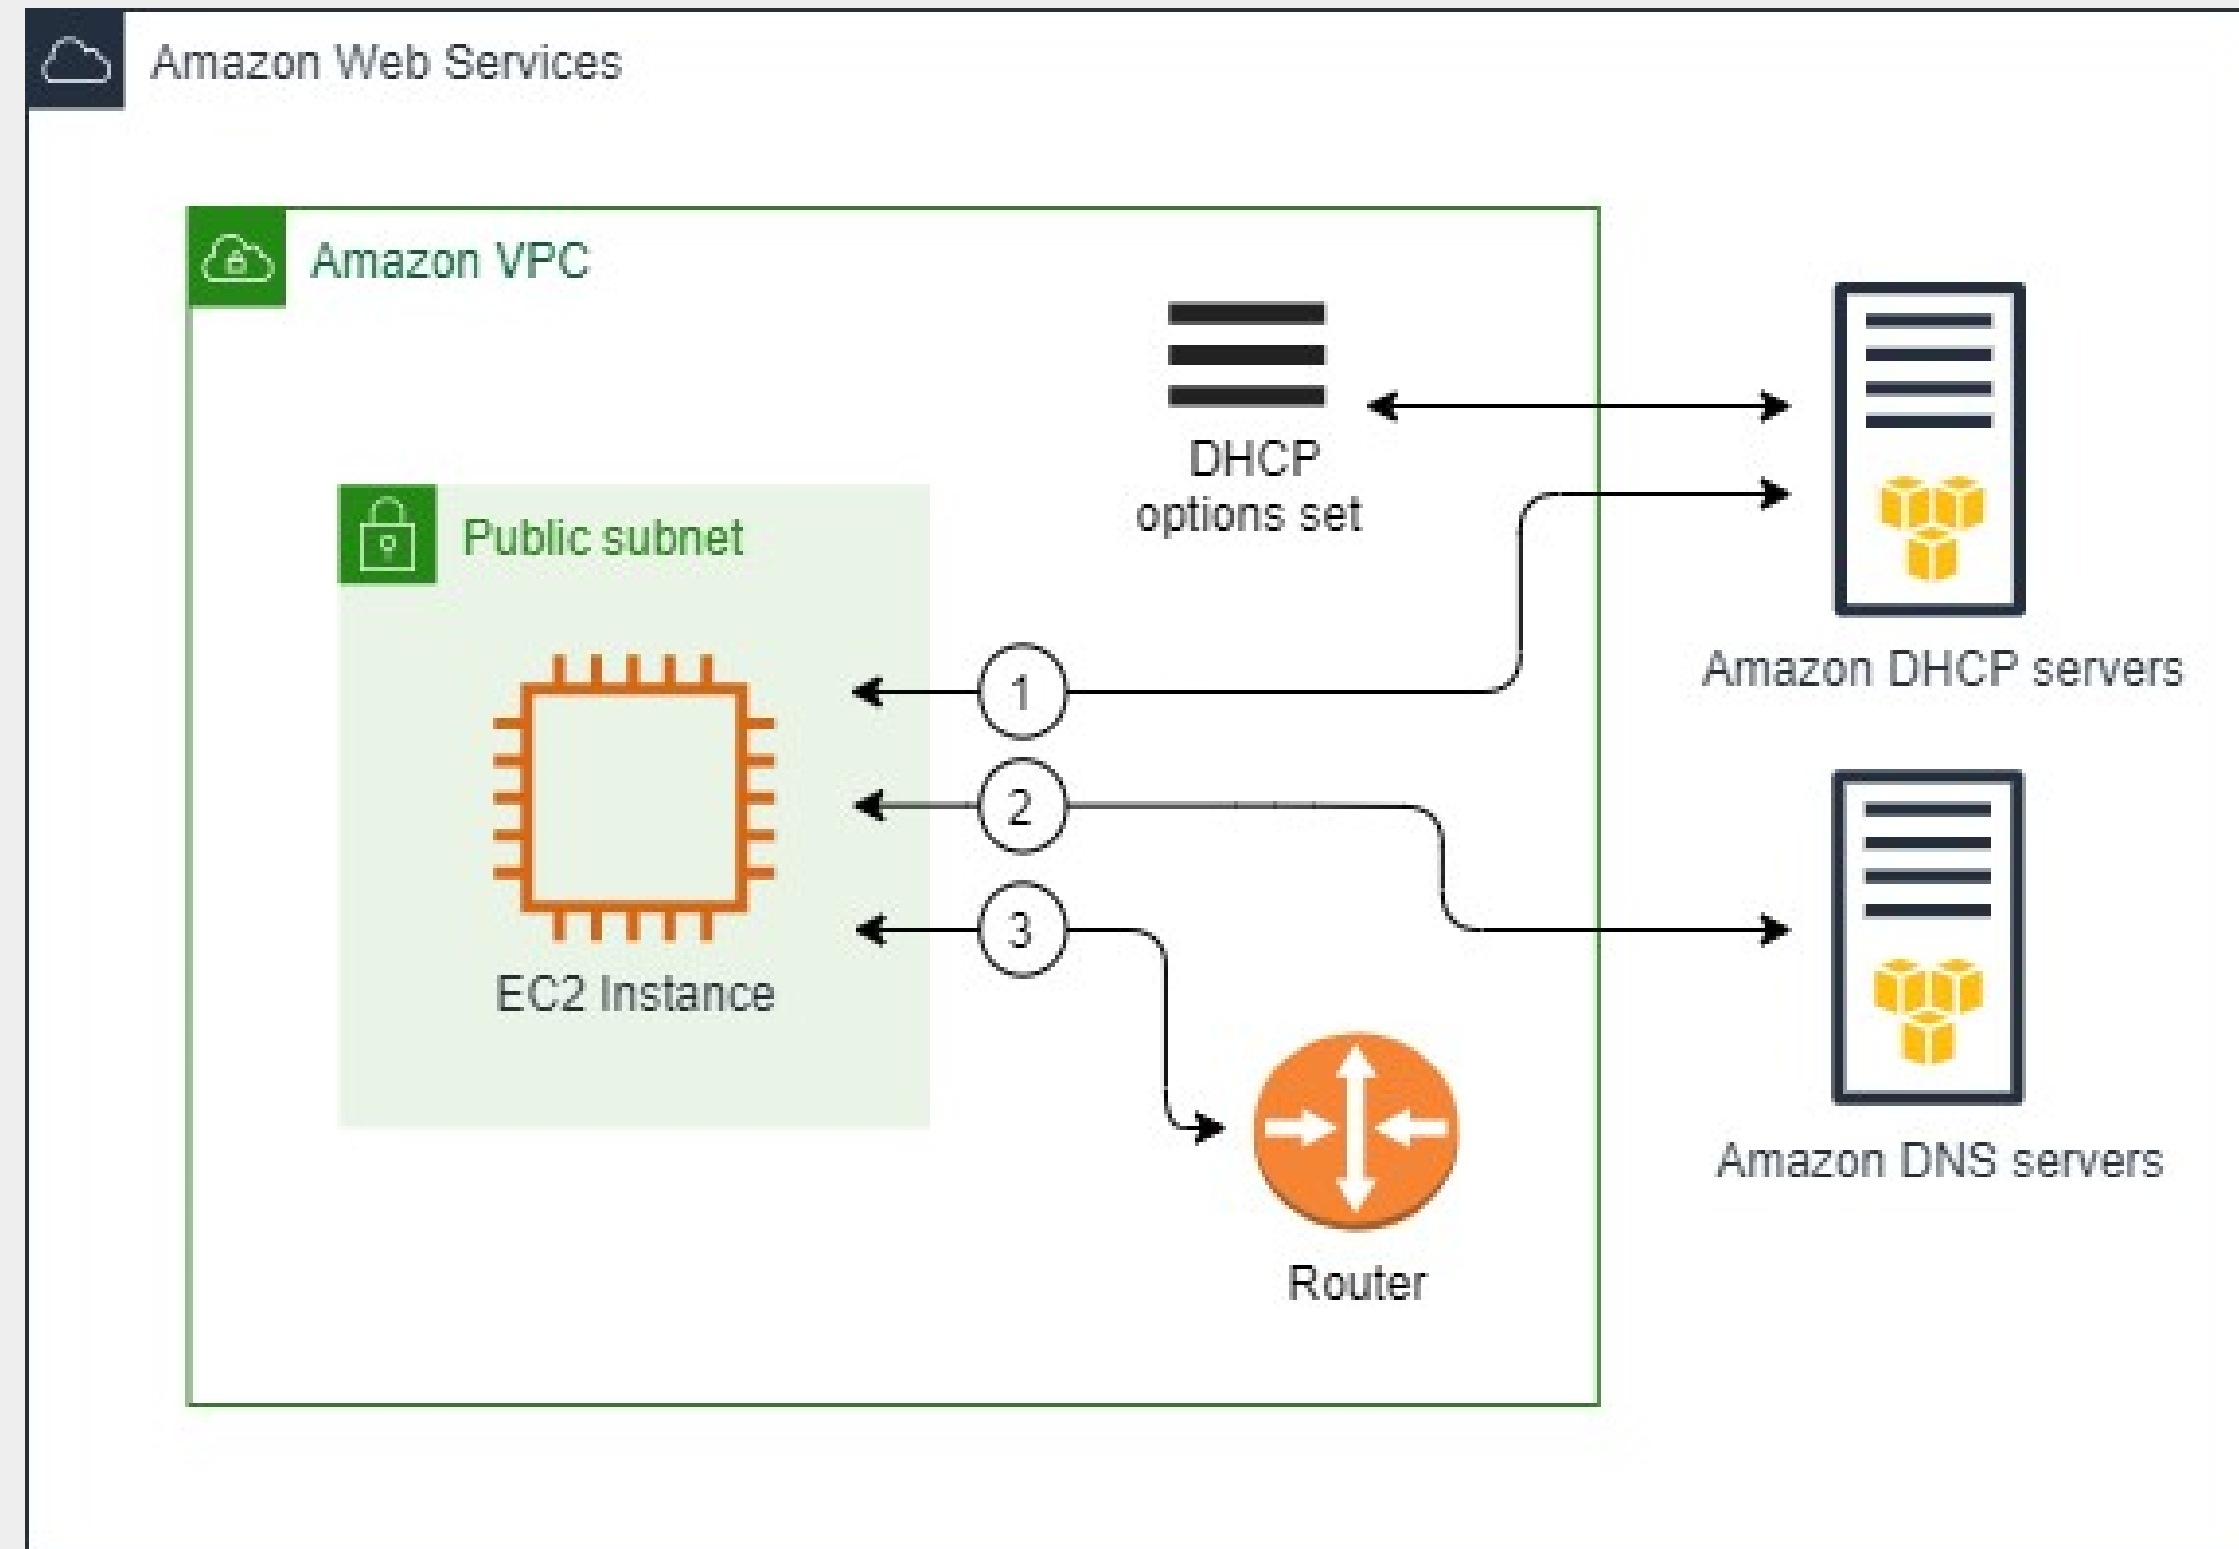 Amazon Web Services
Amazon VPC
DHCP
options set
Public subnet
1
Amazon DHCP servers
2
3
EC2 Instance
Amazon DNS servers
Router